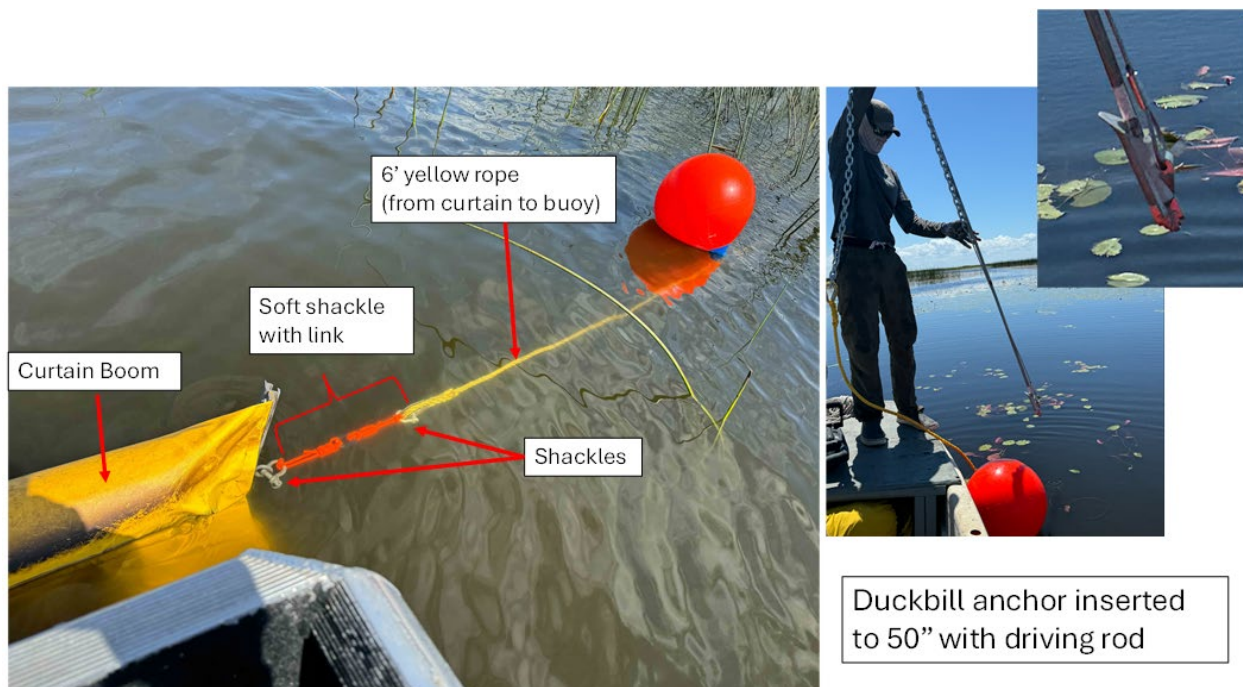 6’ yellow rope
(from curtain to buoy)
Soft shackle
with link
Curtain Boom
Shackles
Duckbill anchor inserted
to 50” with driving rod